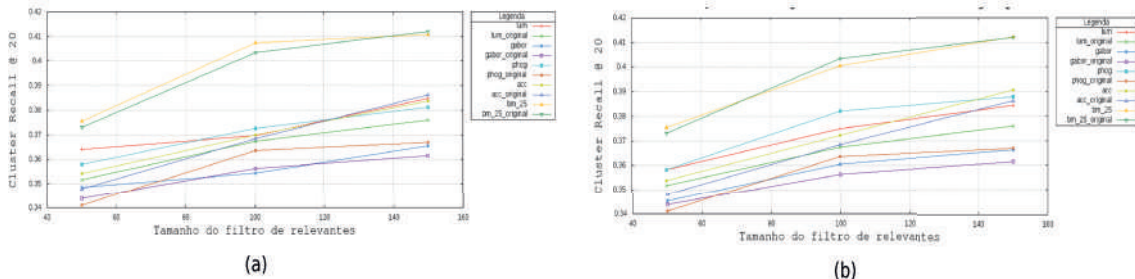 0.42
0.41
0.4
0.39
0.38
0.37
0.36
0.35
0.34
40
60
80
100
120
140
160
Cluster Recall @ 20
Tamanho do filtro de relevantes
Legenda
lum
lum_original
gabor
gabor_original
phog
phog_original
acc
acc_original
bm_25
bm_25_original
(a)
0.42
0.41
0.4
0.39
0.38
0.37
0.36
0.35
0.34
40
60
80
100
120
140
160
Cluster Recall @ 20
Tamanho do filtro de relevantes
Legenda
lum
lum_original
gabor
gabor_original
phog
phog_original
acc
acc_original
bm_25
bm_25_original
(b)